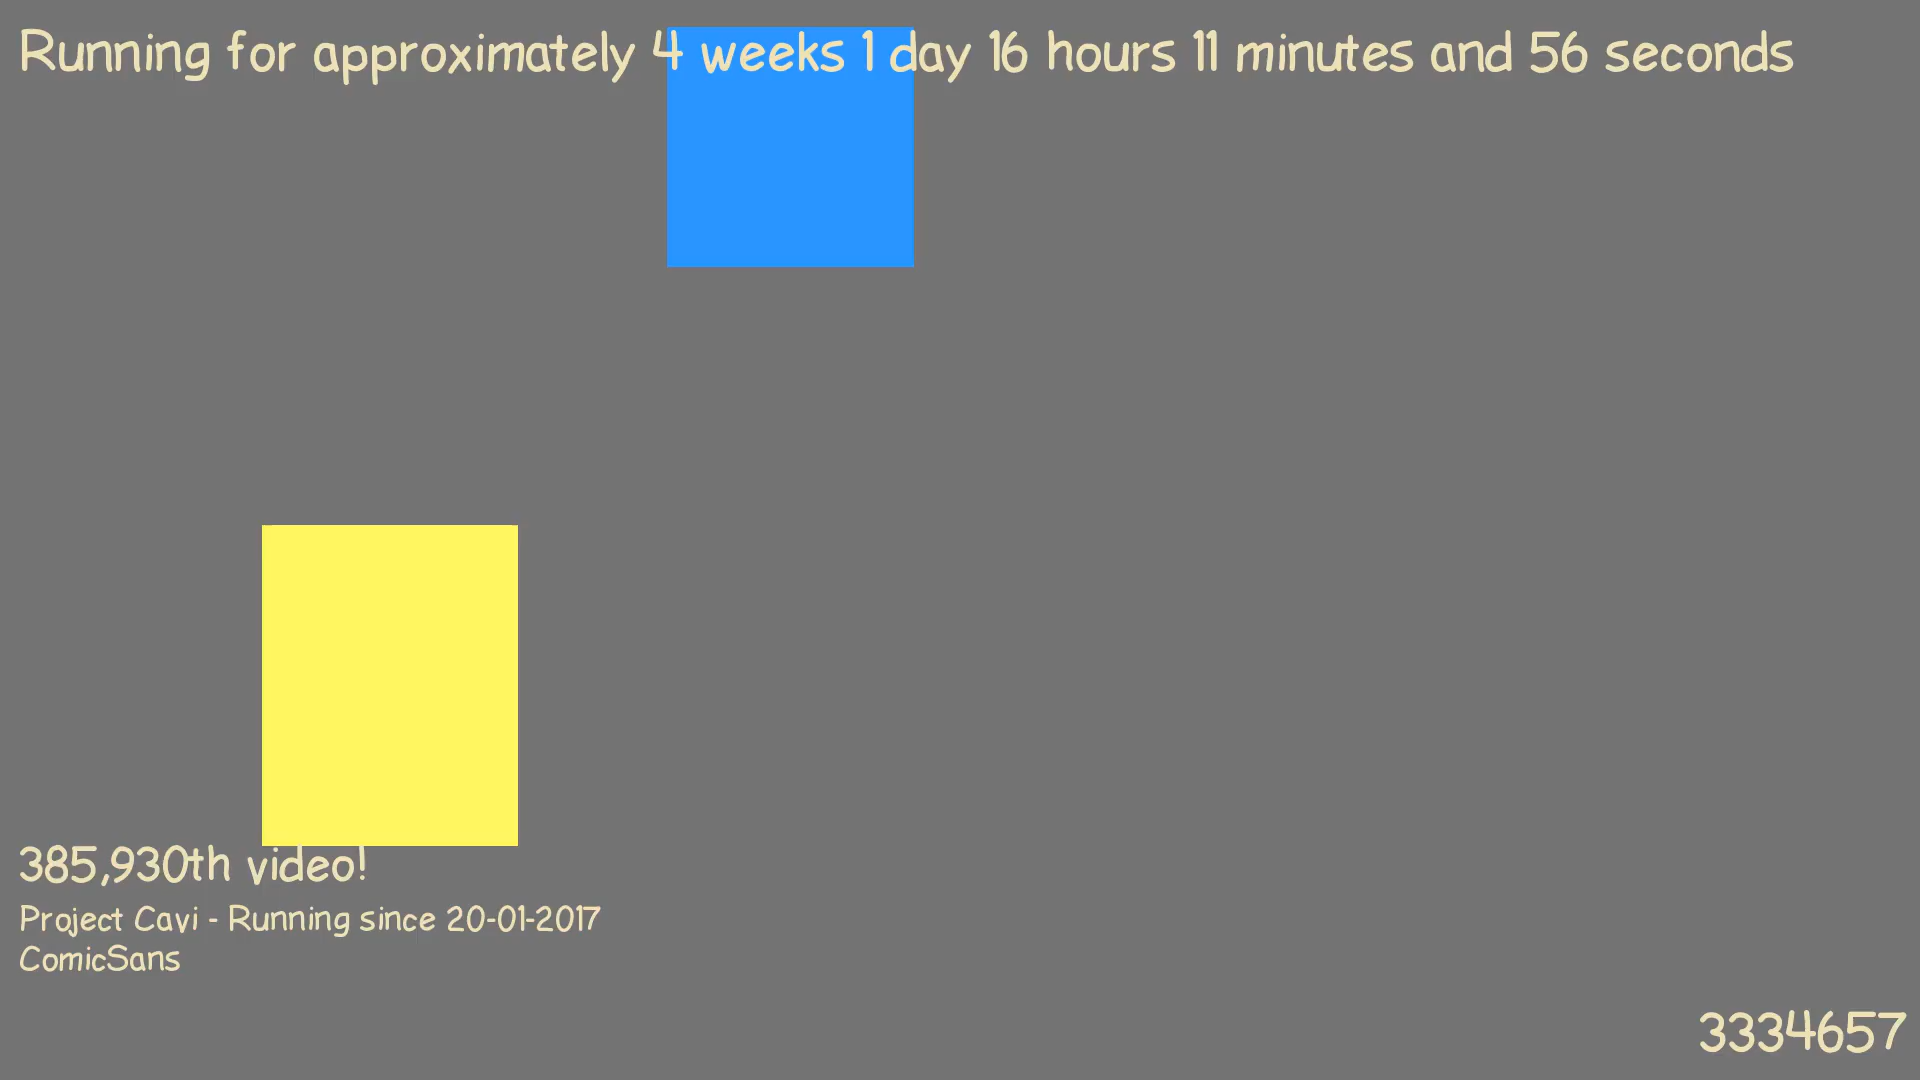 Running for approximately 4 weeks 1 day 16 hours 11 minutes and 56 seconds
385,930th video!
Project Cavi - Running since 20-01-2017
ComicSans
3334657